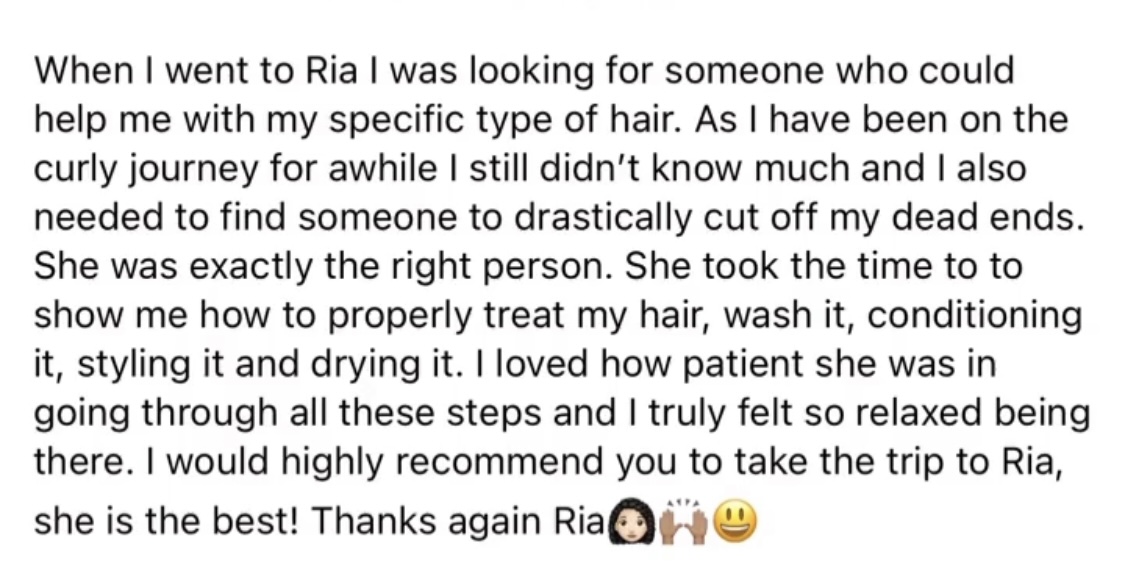 When I went to Ria I was looking for someone who could
help me with my specific type of hair. As I have been on the
curly journey for awhile I still didn’t know much and I also
needed to find someone to drastically cut off my dead ends.
She was exactly the right person. She took the time to to
show me how to properly treat my hair, wash it, conditioning
it, styling it and drying it. I loved how patient she was in
going through all these steps and I truly felt so relaxed being
there. I would highly recommend you to take the trip to Ria,
she is the best! Thanks again Ria👩🏻‍🦱🙌🏽😃